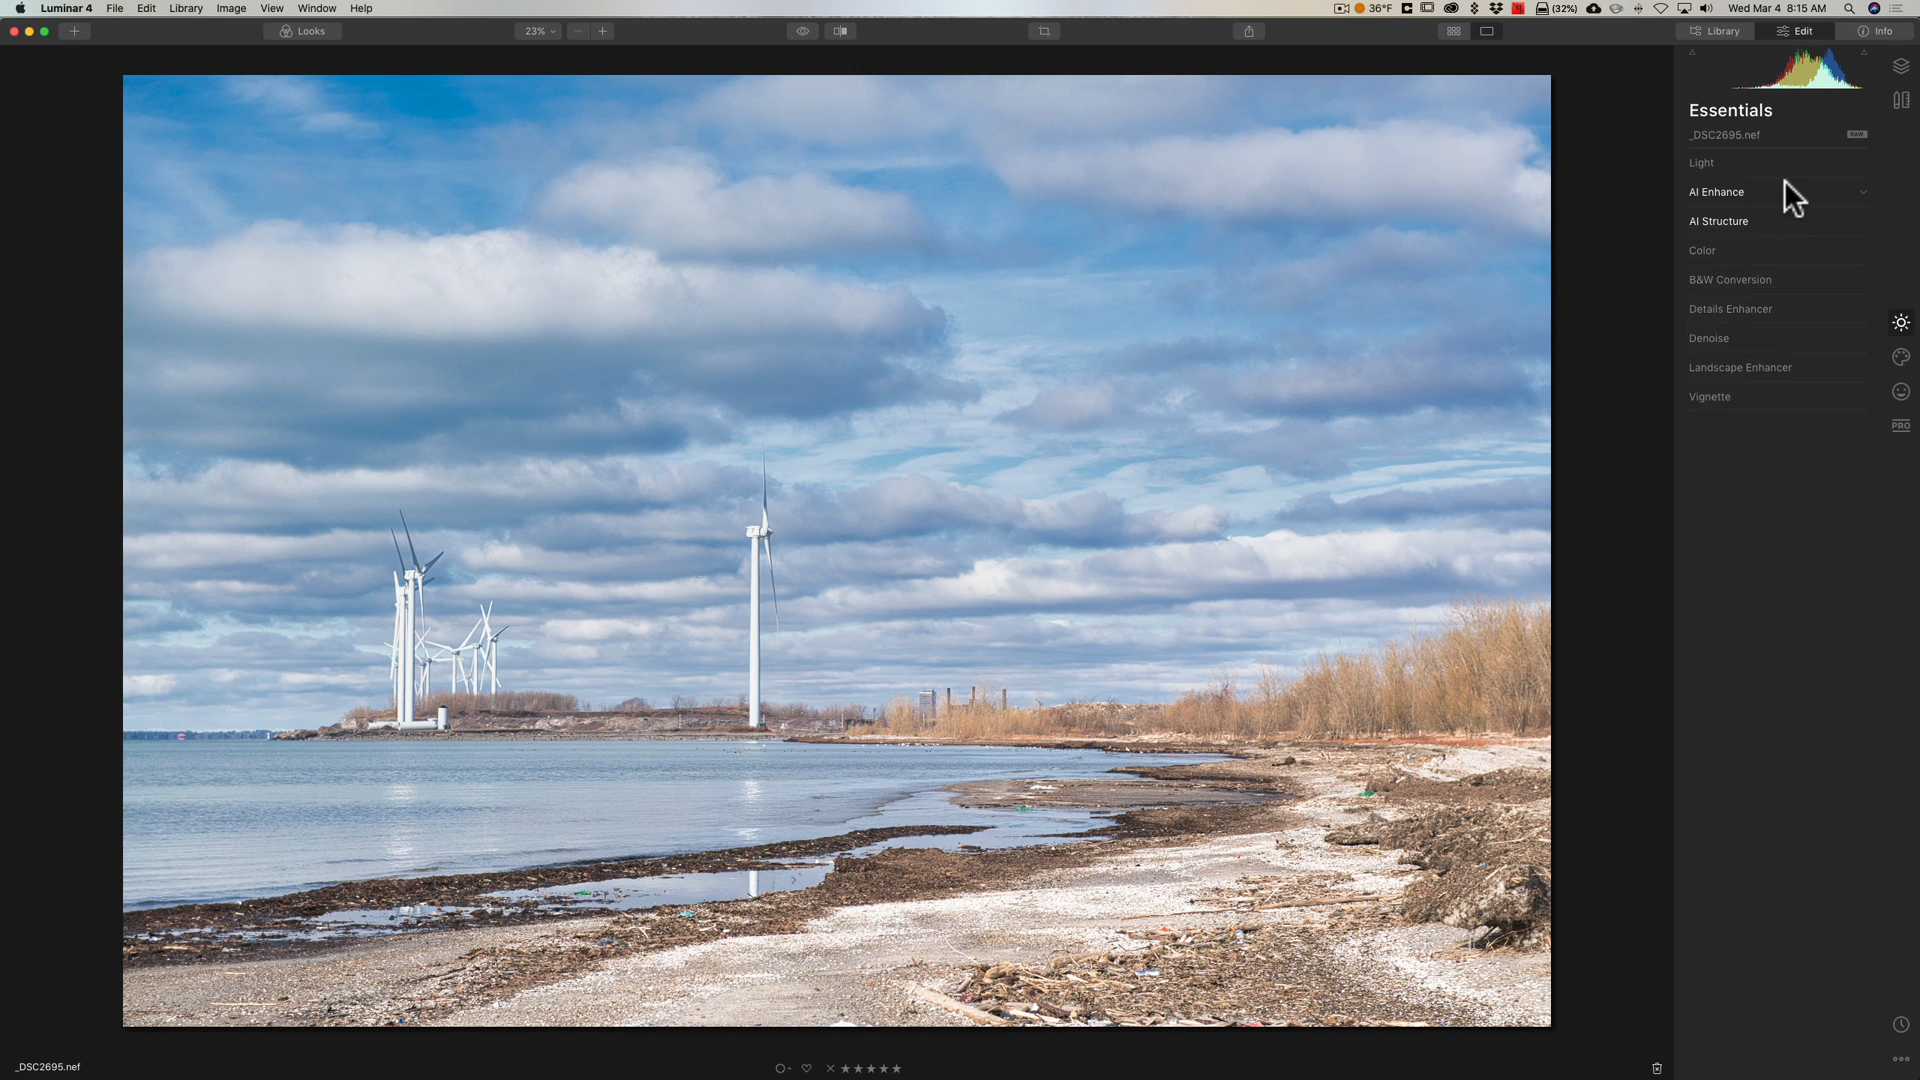 Luminar 4 File Edit Library Image View Window Help 36°F (32%) Wed Mar 4 8:15 AM
Looks 23% Library Edit Info
Essentials
_DSC2695.nef RAW
Light
AI Enhance
AI Structure
Color
B&W Conversion
Details Enhancer
Denoise
Landscape Enhancer
Vignette
PRO
_DSC2695.nef